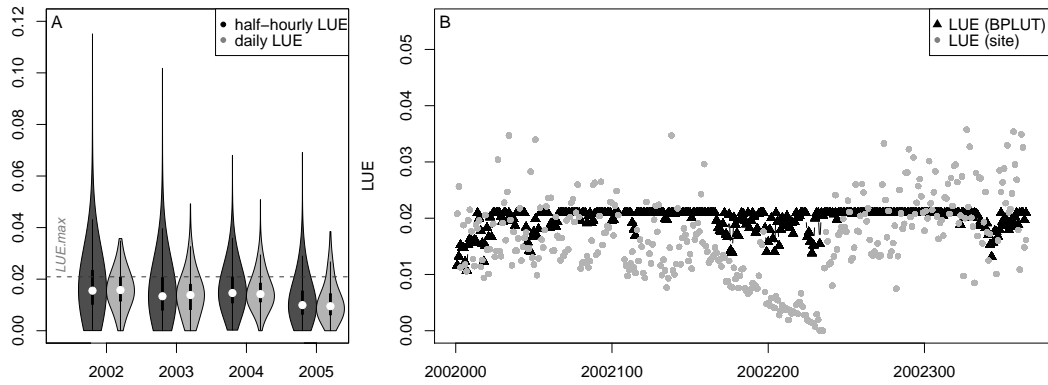 A
half−hourly LUE
daily LUE
0.12
0.10
0.08
0.06
0.04
0.02
0.00
LUE.max
2002
2003
2004
2005
B
LUE (BPLUT)
LUE (site)
LUE
0.05
0.04
0.03
0.02
0.01
0.00
2002000
2002100
2002200
2002300